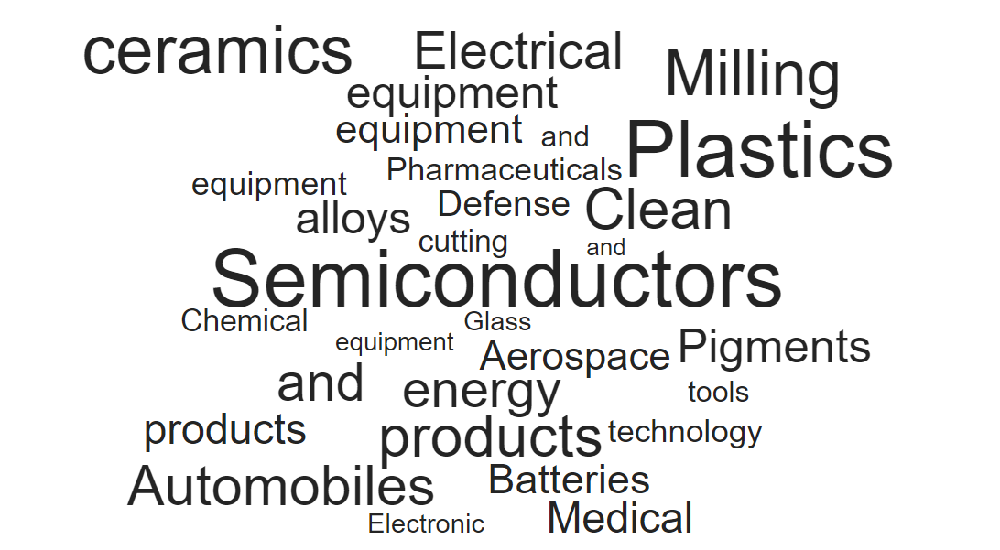 ceramics Electrical Milling
equipment
equipment and Plastics
equipment Pharmaceuticals
alloys Defense Clean
cutting and
Semiconductors
Chemical Glass
equipment Aerospace Pigments
and energy tools
products products technology
Automobiles Batteries
Electronic Medical